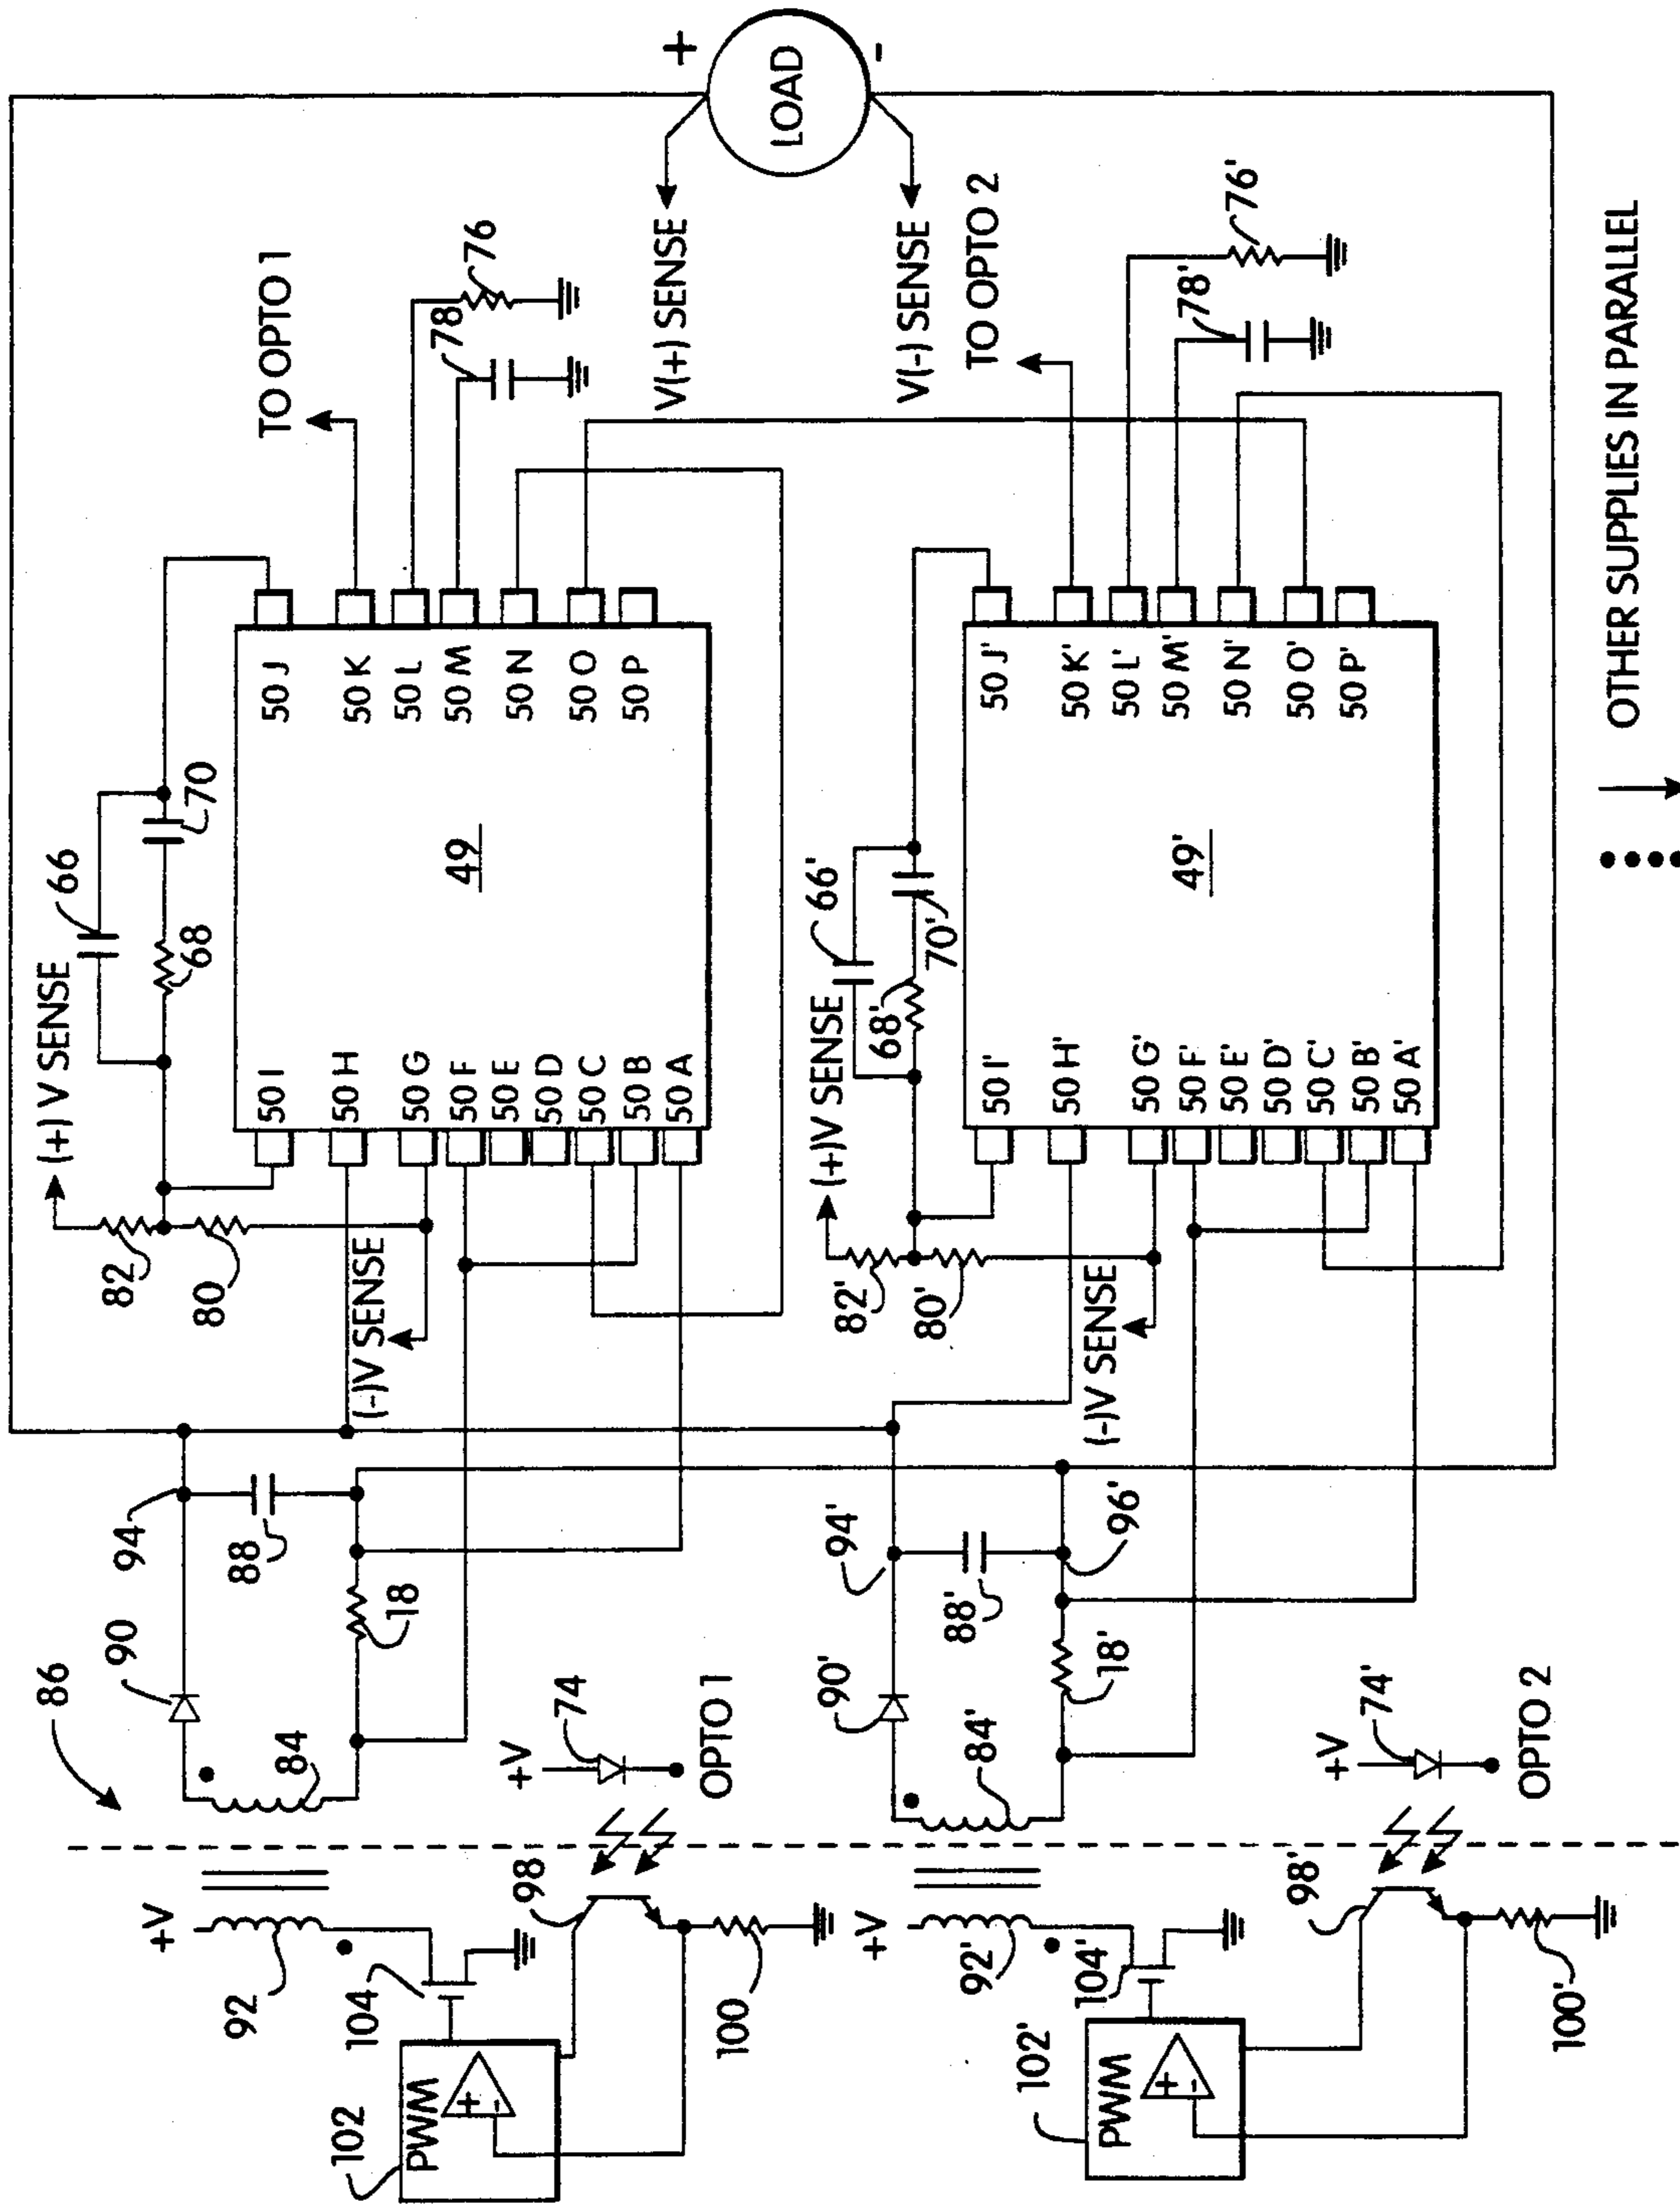 86
90
94
88
84
18
+V
74
OPTO 1
+V
92
104
102
PWM
+
-
98
100
82
80
(+) V SENSE
(-)V SENSE
66
68
70
49
50 I
50 H
50 G
50 F
50 E
50 D
50 C
50 B
50 A
50 J
50 K
50 L
50 M
50 N
50 O
50 P
TO OPTO 1
78
76
V(+) SENSE
+
LOAD
-
V(-) SENSE
TO OPTO 2
90'
94'
88'
84'
18'
96'
+V
74'
OPTO 2
+V
92'
104'
102'
PWM
+
-
98'
100'
82'
80'
(+)V SENSE
(-)V SENSE
66'
68'
70'
49'
50 I'
50 H'
50 G'
50 F'
50 E'
50 D'
50 C'
50 B'
50 A'
50 J'
50 K'
50 L'
50 M'
50 N'
50 O'
50 P'
78'
76'
OTHER SUPPLIES IN PARALLEL